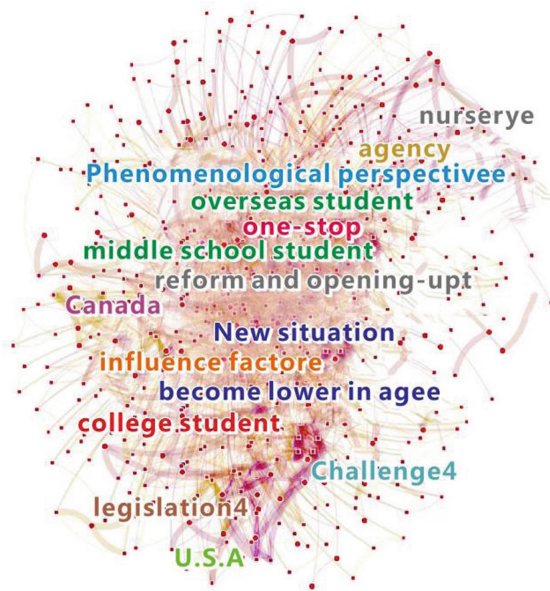 nurserye
agency
Phenomenological perspectivee
overseas student
one-stop
middle school student
reform and opening-upt
Canada
New situation
influence factore
become lower in agee
college student
Challenge4
legislation4
U.S.A